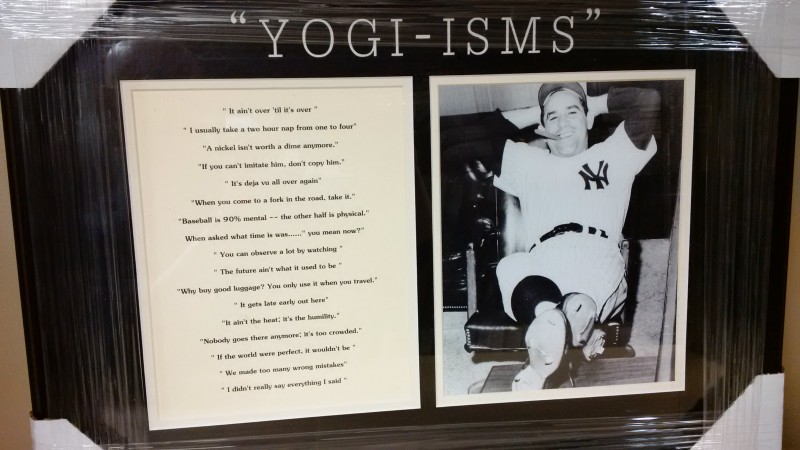 “YOGI-ISMS”
" It ain't over 'til it's over "
" I usually take a two hour nap from one to four"
"A nickel isn't worth a dime anymore."
"If you can't imitate him, don't copy him."
" It's deja vu all over again"
"When you come to a fork in the road, take it."
"Baseball is 90% mental -- the other half is physical."
When asked what time is was......" you mean now?"
" You can observe a lot by watching "
" The future ain't what it used to be "
"Why buy good luggage? You only use it when you travel."
" It gets late early out here"
"It ain't the heat; it's the humility."
"Nobody goes there anymore; it's too crowded."
" If the world were perfect, it wouldn't be "
" We made too many wrong mistakes"
" I didn't really say everything I said "
NY